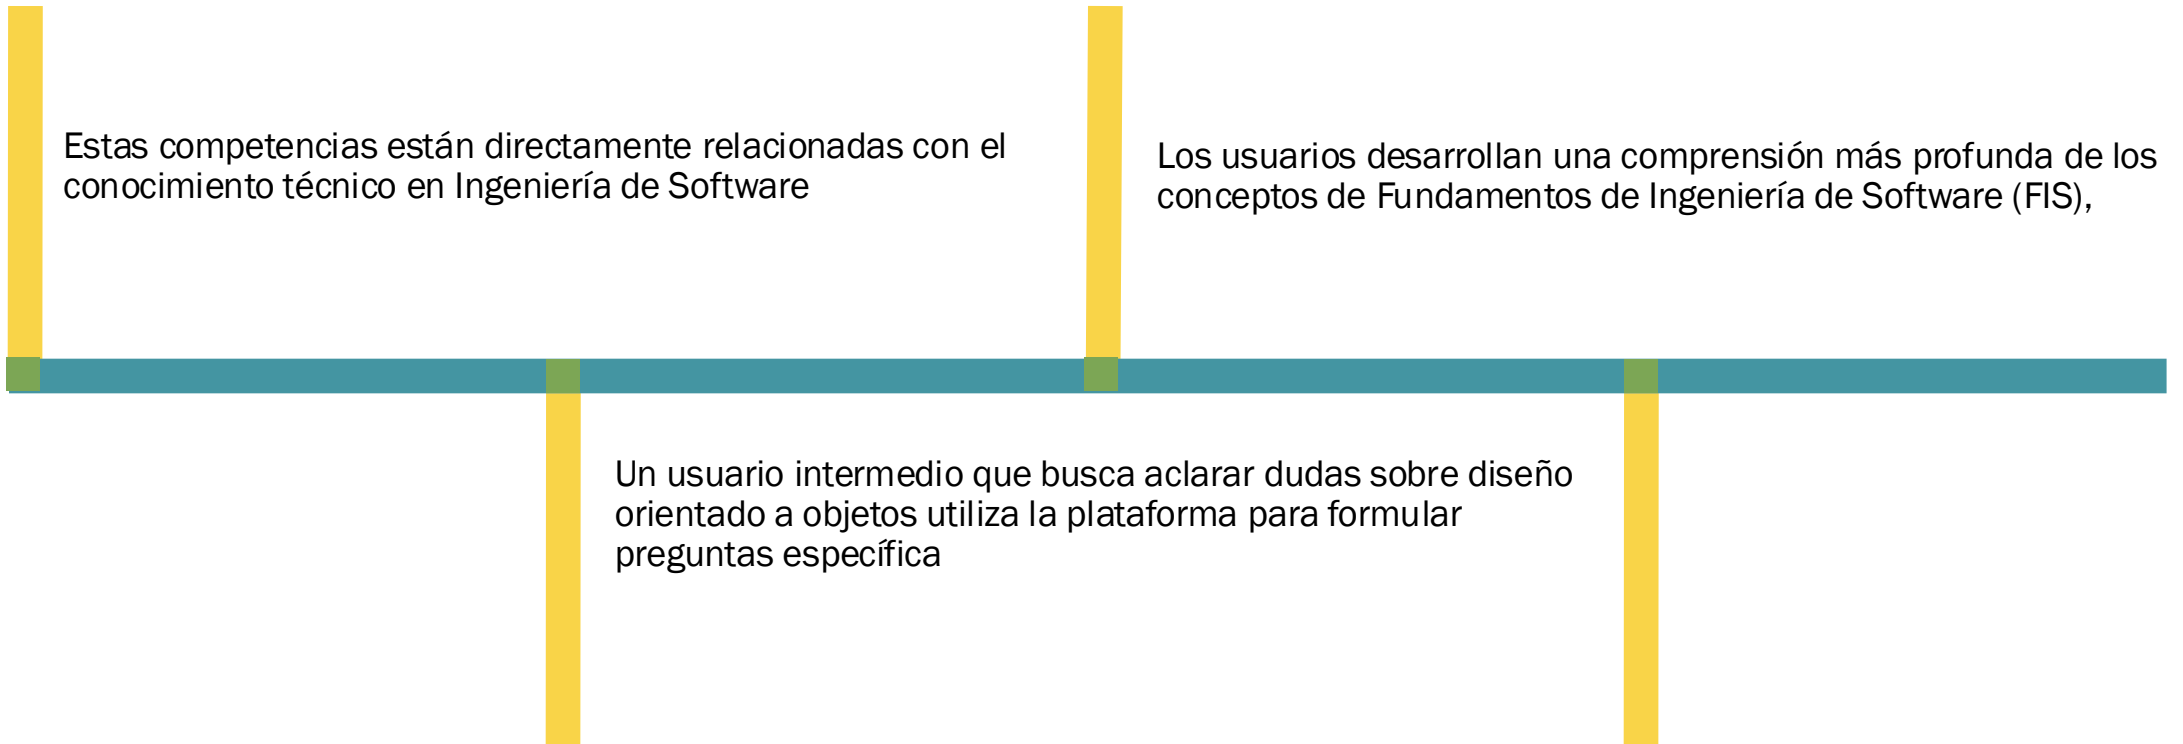 Estas competencias están directamente relacionadas con el
conocimiento técnico en Ingeniería de Software
Los usuarios desarrollan una comprensión más profunda de los
conceptos de Fundamentos de Ingeniería de Software (FIS),
Un usuario intermedio que busca aclarar dudas sobre diseño
orientado a objetos utiliza la plataforma para formular
preguntas específica